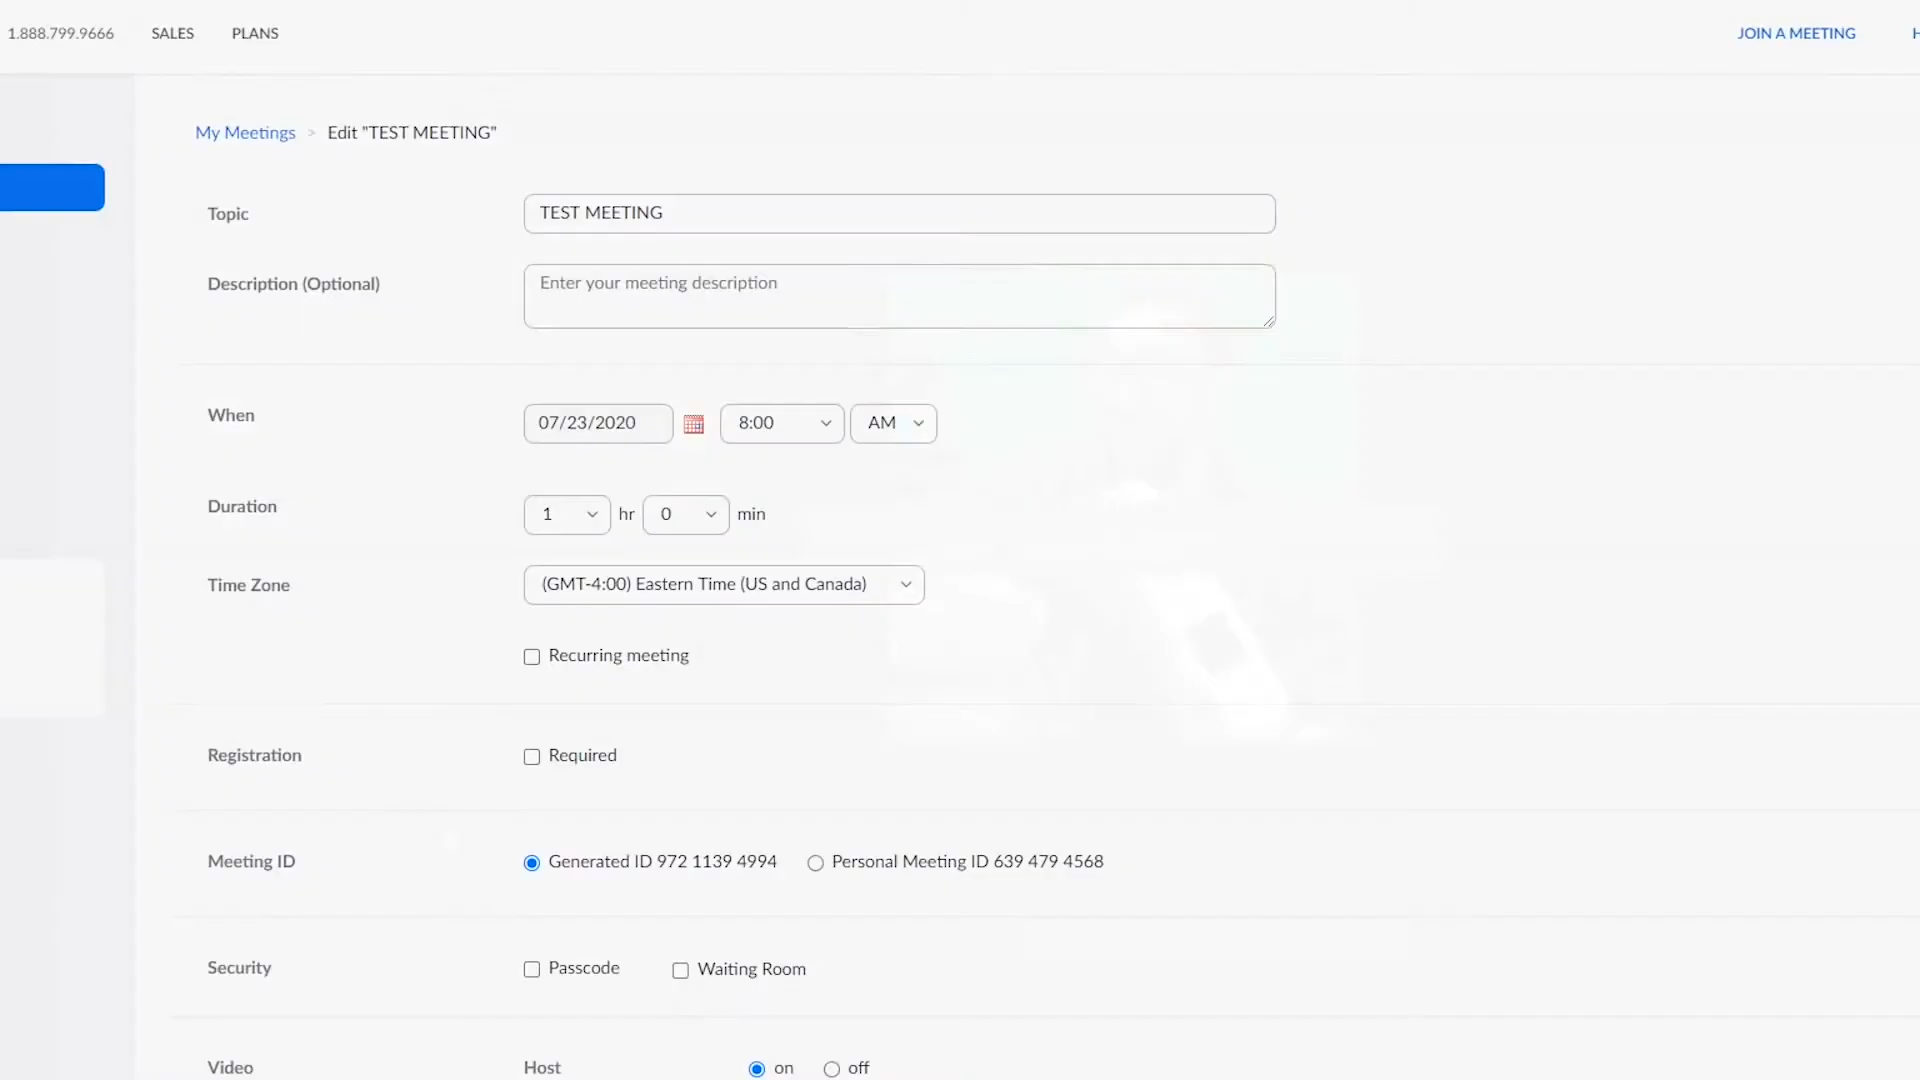 1.888.799.9666 SALES PLANS JOIN A MEETING H
My Meetings > Edit "TEST MEETING"
Topic TEST MEETING
Description (Optional) Enter your meeting description
When 07/23/2020 8:00 AM
Duration 1 hr 0 min
Time Zone (GMT-4:00) Eastern Time (US and Canada)
Recurring meeting
Registration Required
Meeting ID Generated ID 972 1139 4994 Personal Meeting ID 639 479 4568
Security Passcode Waiting Room
Video Host on off